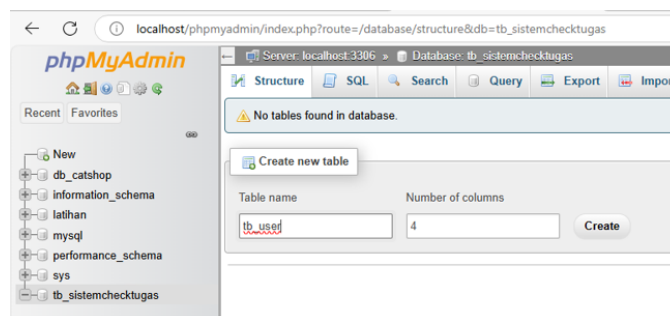 localhost/phpmyadmin/index.php?route=/database/structure&db=tb_sistemchecktugas
phpMyAdmin
Recent Favorites
New
db_catshop
information_schema
latihan
mysql
performance_schema
sys
tb_sistemchecktugas
Server: localhost:3306 » Database: tb_sistemchecktugas
Structure SQL Search Query Export Impor
No tables found in database.
Create new table
Table name Number of columns
tb_user 4 Create